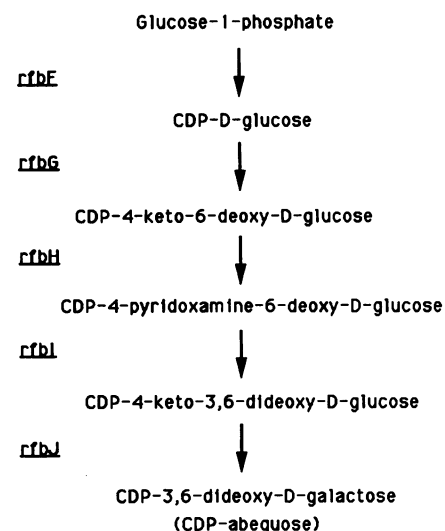 Glucose-1-phosphate
rfbF
CDP-D-glucose
rfbG
CDP-4-keto-6-deoxy-D-glucose
rfbH
CDP-4-pyridoxamine-6-deoxy-D-glucose
rfbI
CDP-4-keto-3,6-dideoxy-D-glucose
rfbJ
CDP-3,6-dideoxy-D-galactose
(CDP-abequose)